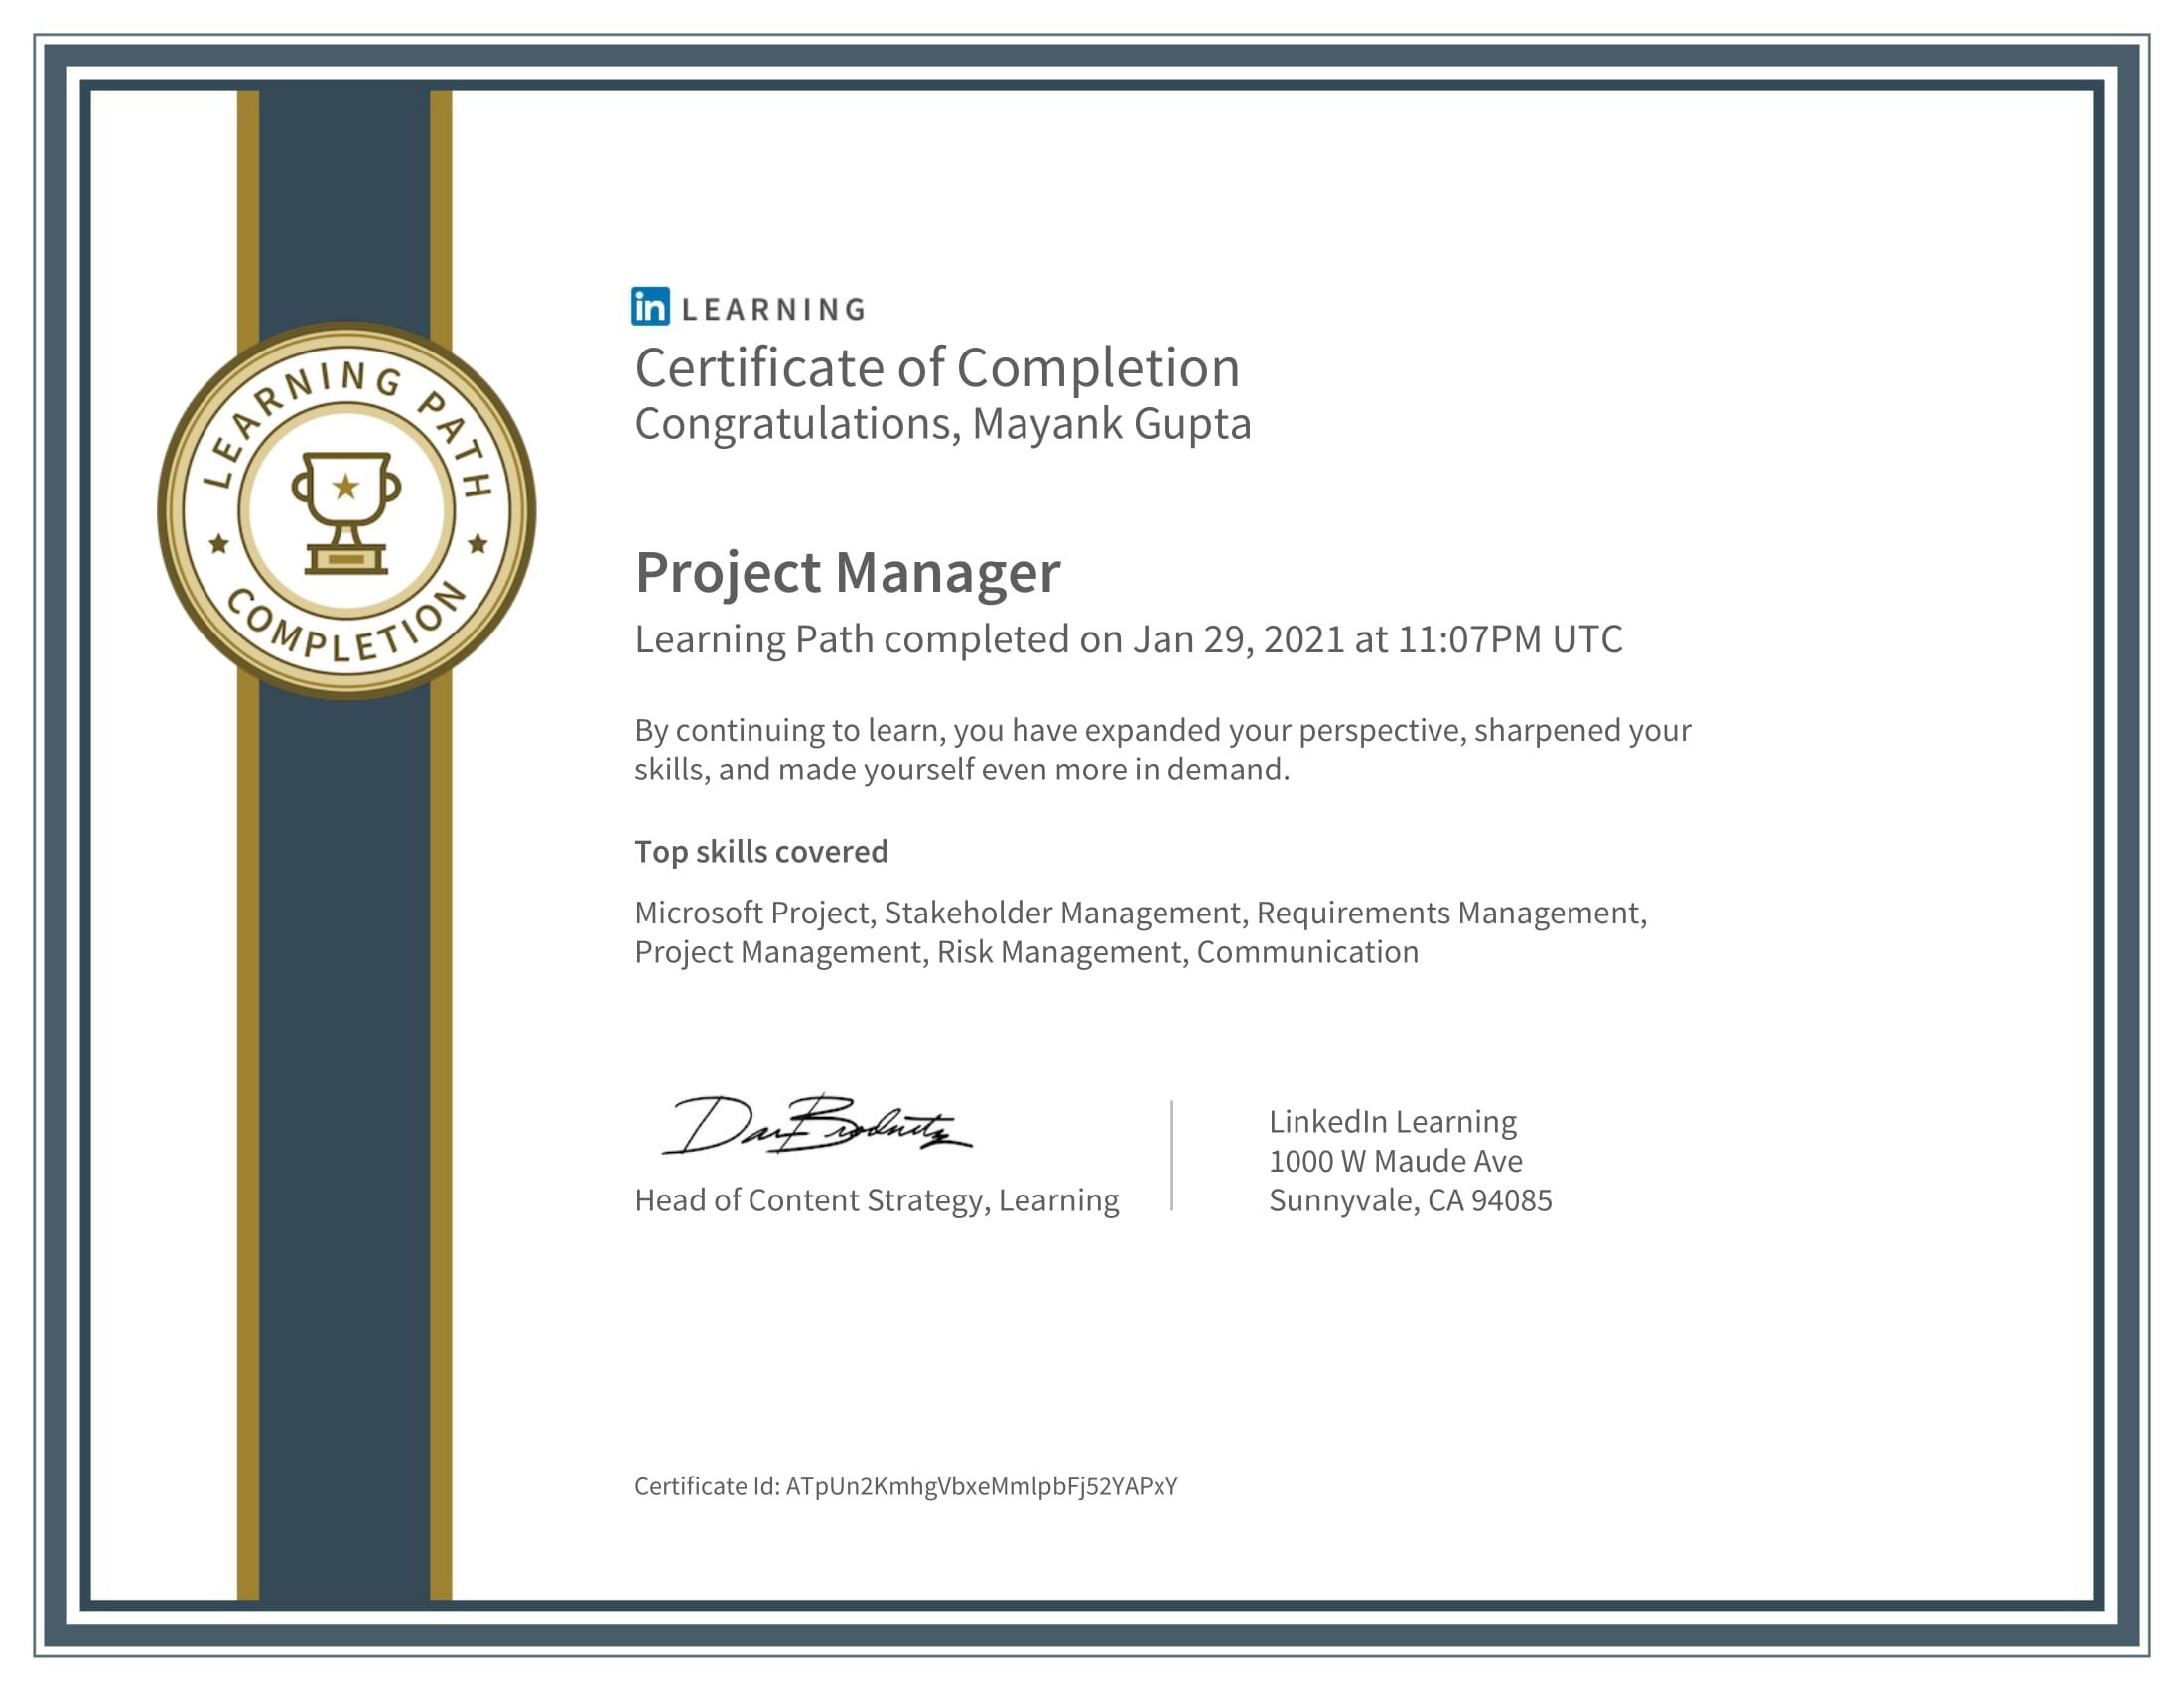 LEARNING PATH
COMPLETION
in LEARNING
Certificate of Completion
Congratulations, Mayank Gupta
Project Manager
Learning Path completed on Jan 29, 2021 at 11:07PM UTC
By continuing to learn, you have expanded your perspective, sharpened your
skills, and made yourself even more in demand.
Top skills covered
Microsoft Project, Stakeholder Management, Requirements Management,
Project Management, Risk Management, Communication
Dan Brodnitz
Head of Content Strategy, Learning
LinkedIn Learning
1000 W Maude Ave
Sunnyvale, CA 94085
Certificate Id: ATpUn2KmhgVbxeMmlpbFj52YAPxY